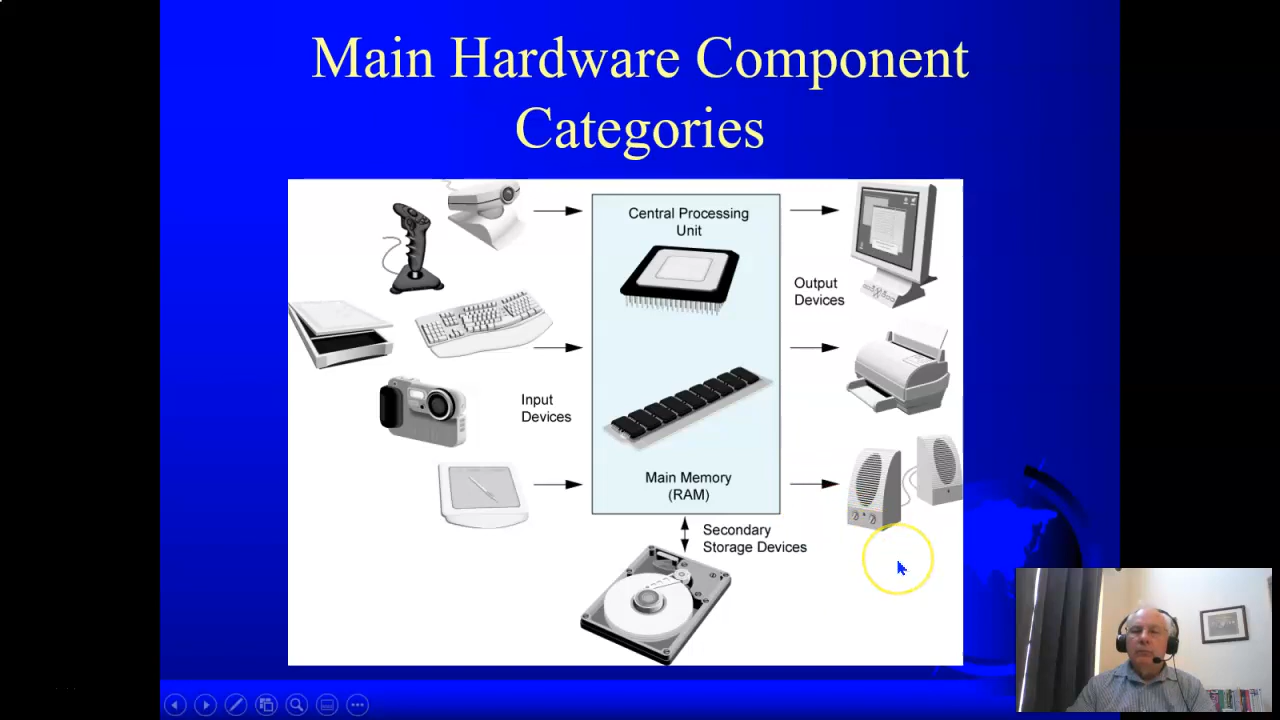 Main Hardware Component
Categories
Central Processing
Unit
Output
Devices
Input
Devices
Main Memory
(RAM)
Secondary
Storage Devices